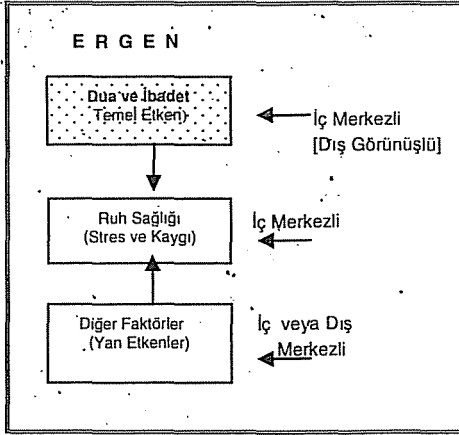 ERGEN
Dua ve İbadet
Temel Etken)
İç Merkezli
[Dış Görünüşlü]
Ruh Sağlığı
(Stres ve Kaygı)
İç Merkezli
Diğer Faktörler
(Yan Etkenler)
İç veya Dış
Merkezli